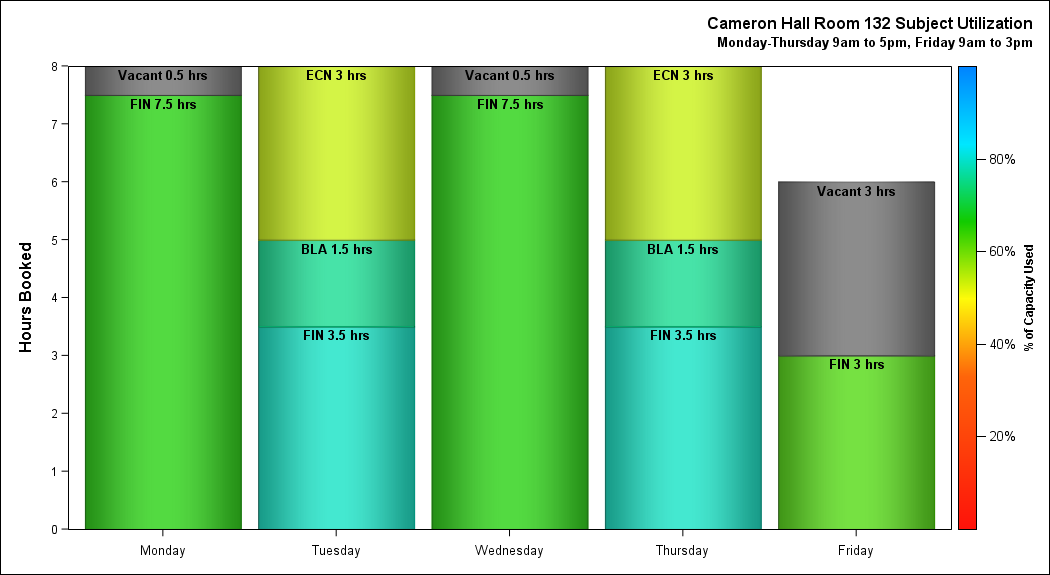 Cameron Hall Room 132 Subject Utilization
Monday-Thursday 9am to 5pm, Friday 9am to 3pm
Hours Booked
8
7
6
5
4
3
2
1
0
Vacant 0.5 hrs
FIN 7.5 hrs
ECN 3 hrs
BLA 1.5 hrs
FIN 3.5 hrs
Vacant 0.5 hrs
FIN 7.5 hrs
ECN 3 hrs
BLA 1.5 hrs
FIN 3.5 hrs
Vacant 3 hrs
FIN 3 hrs
Monday
Tuesday
Wednesday
Thursday
Friday
80%
60%
40%
20%
% of Capacity Used